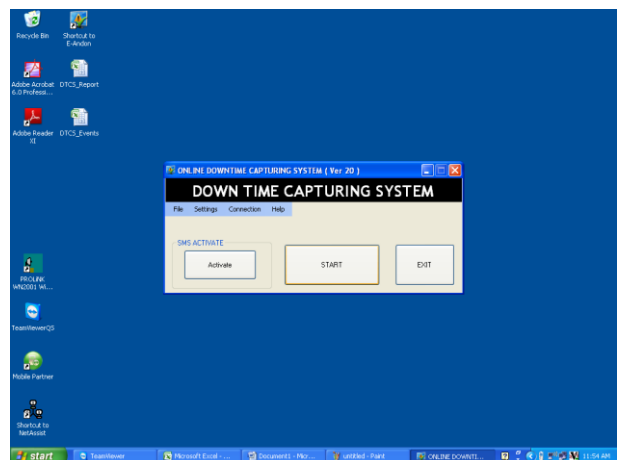 Recycle Bin
Shortcut to
E-Andon
Adobe Acrobat
6.0 Professi...
DTCS_Report
Adobe Reader
XI
DTCS_Events
ONLINE DOWNTIME CAPTURING SYSTEM ( Ver 20 )
DOWN TIME CAPTURING SYSTEM
File Settings Connection Help
SMS ACTIVATE
Activate
START
EXIT
PROLiNK
WN2001 Wi...
TeamViewerQS
Mobile Partner
Shortcut to
NetAssist
start
TeamViewer
Microsoft Excel - ...
Document1 - Micr...
untitled - Paint
ONLINE DOWNTI...
11:54 AM